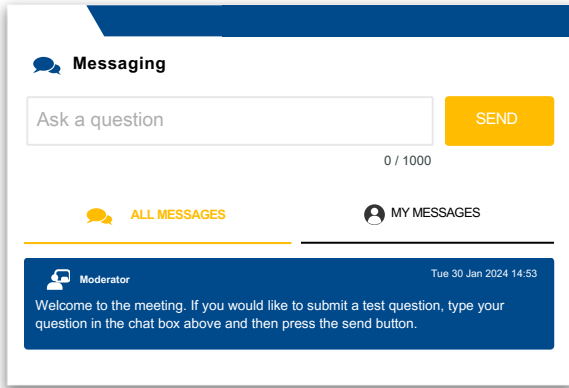 Messaging
Ask a question
SEND
0 / 1000
ALL MESSAGES
MY MESSAGES
Moderator
Tue 30 Jan 2024 14:53
Welcome to the meeting. If you would like to submit a test question, type your
question in the chat box above and then press the send button.